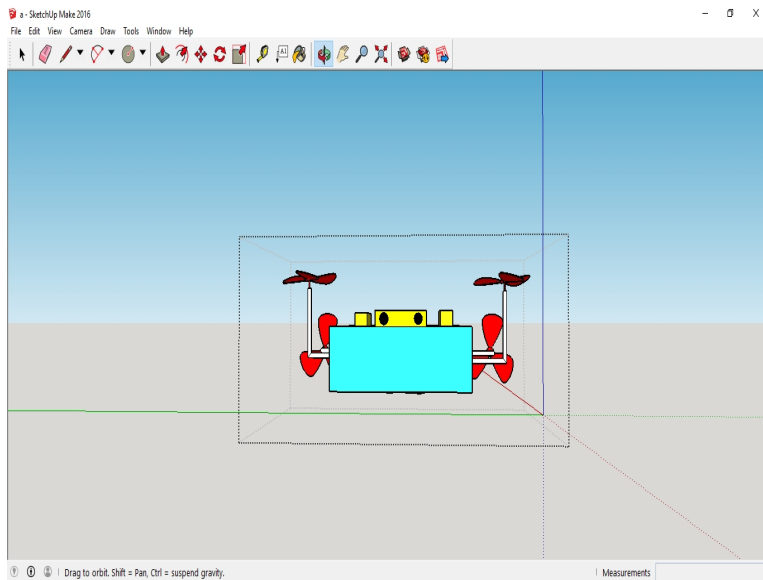 a - SketchUp Make 2016
File Edit View Camera Draw Tools Window Help
A1
Drag to orbit. Shift = Pan, Ctrl = suspend gravity.
Measurements